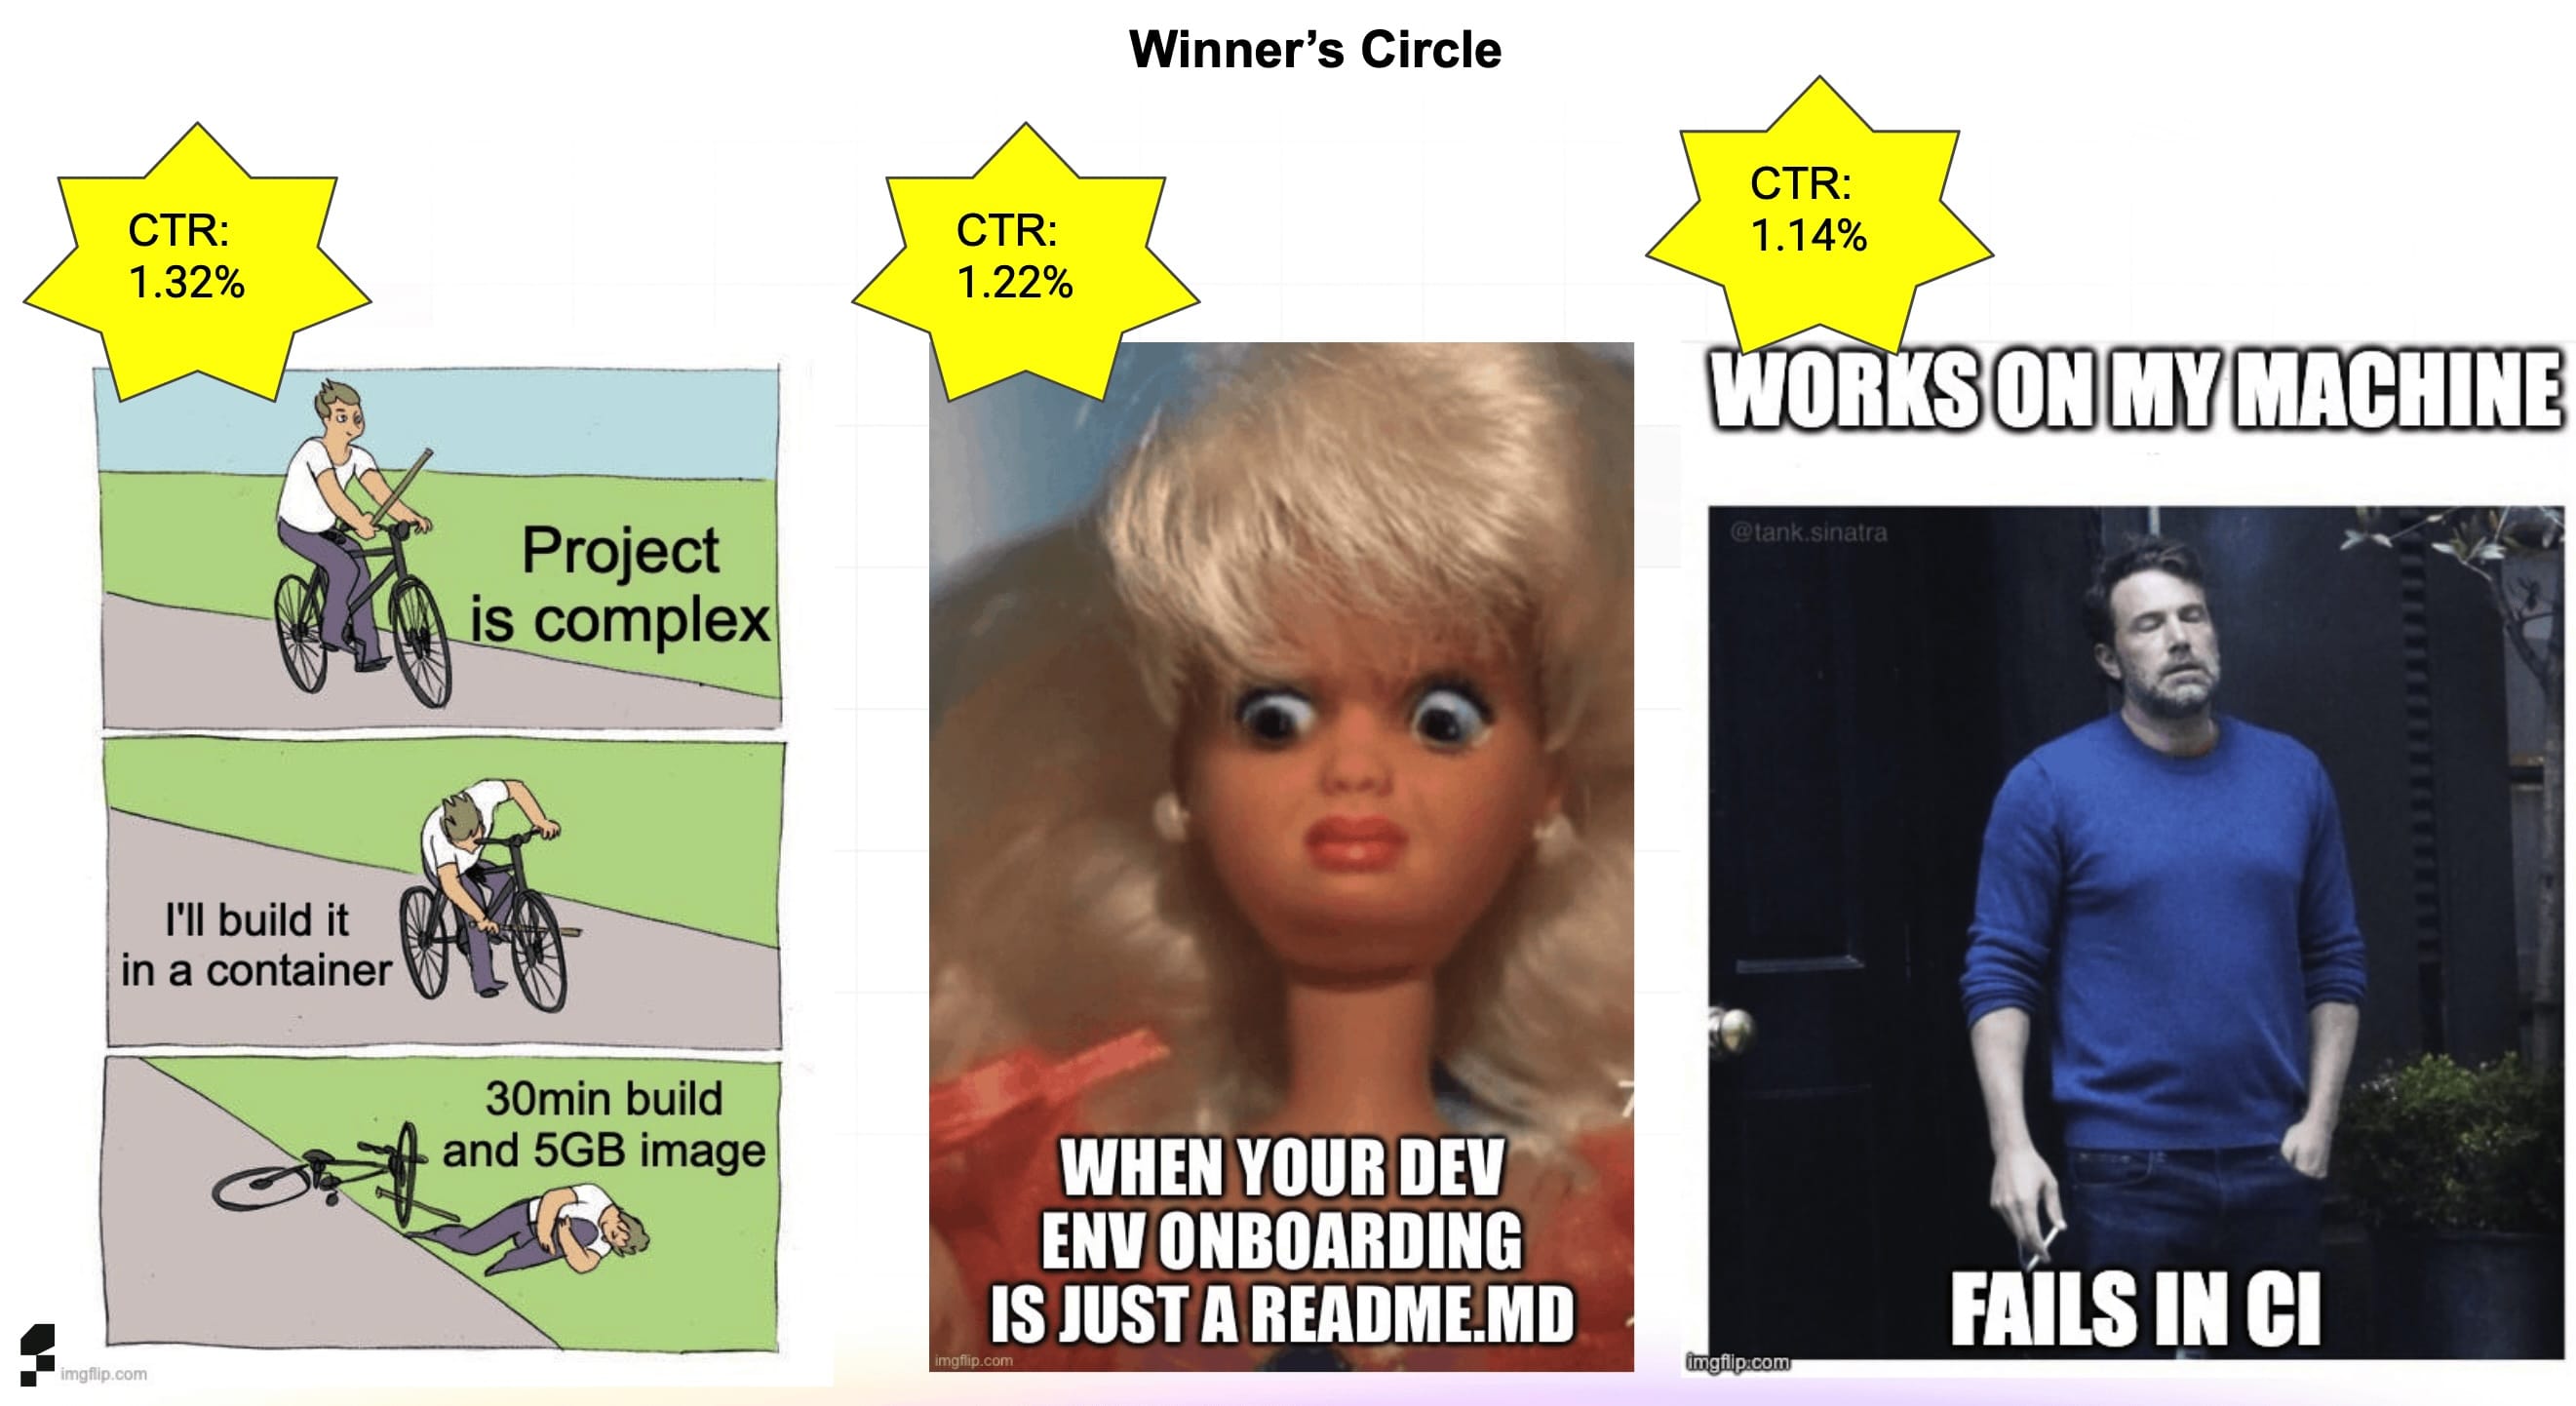 Winner's Circle
CTR:
1.32%
Project
is complex
I'll build it
in a container
30min build
and 5GB image
imgflip.com
CTR:
1.22%
WHEN YOUR DEV
ENV ONBOARDING
IS JUST A README.MD
imgflip.com
CTR:
1.14%
WORKS ON MY MACHINE
@tank.sinatra
FAILS IN CI
imgflip.com